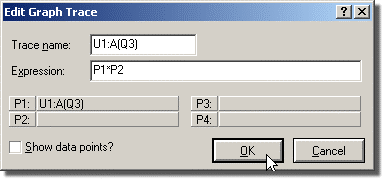 Edit Graph Trace
Trace name: U1:A(Q3)
Expression: P1*P2
P1: U1:A(Q3) P3:
P2: P4:
Show data points? OK Cancel